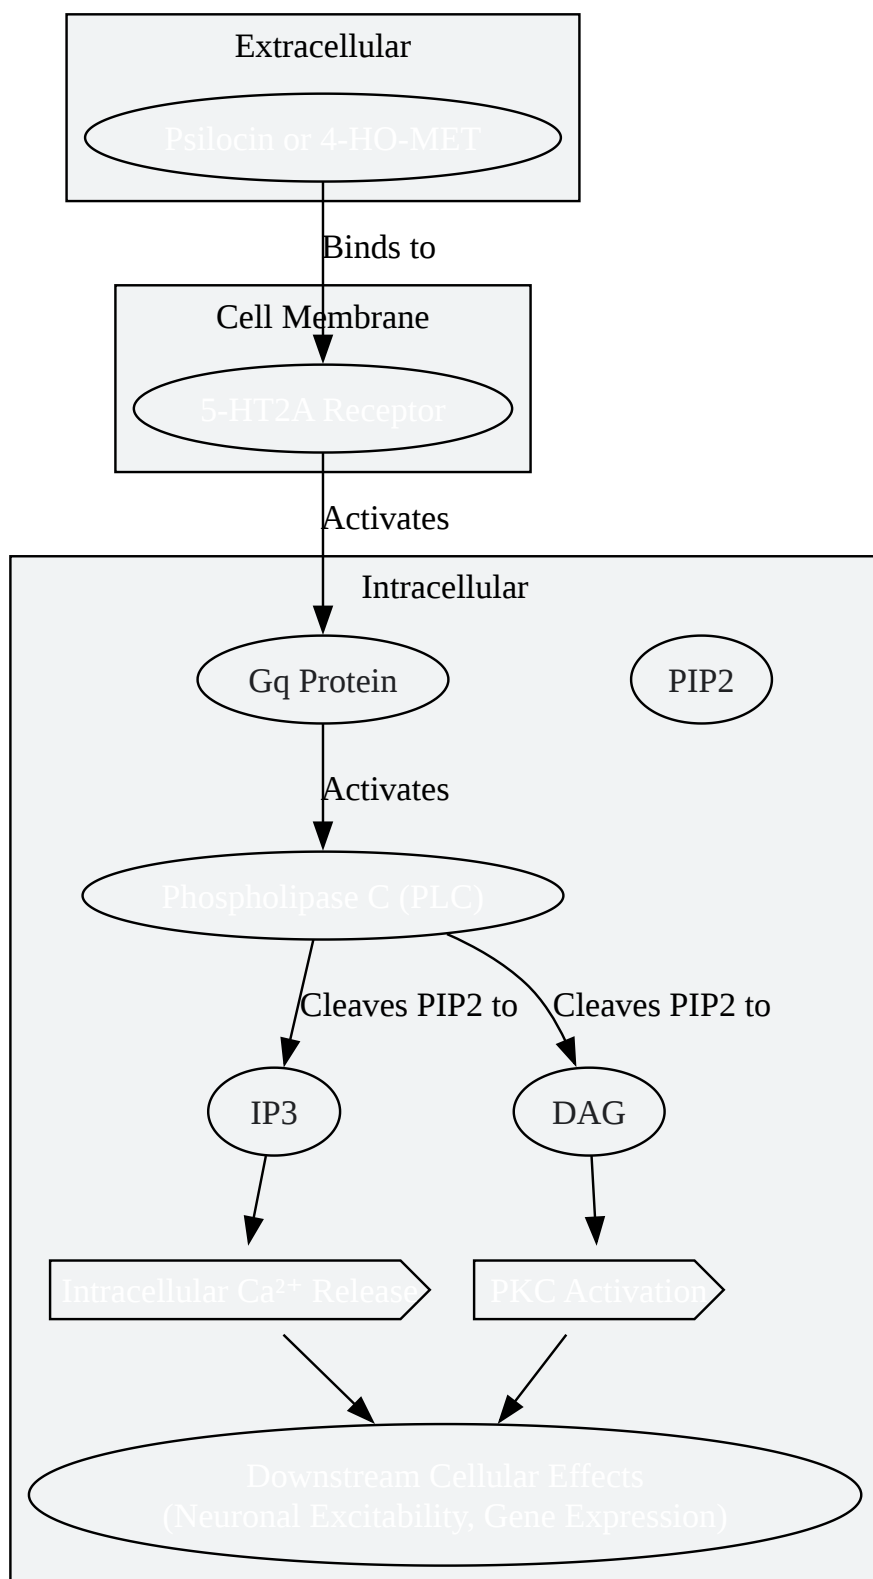 Extracellular
Psilocin or 4-HO-MET
Binds to
Cell Membrane
5-HT2A Receptor
Activates
Intracellular
Gq Protein
PIP2
Activates
Phospholipase C (PLC)
Cleaves PIP2 to
Cleaves PIP2 to
IP3
DAG
Intracellular Ca²⁺ Release
PKC Activation
Downstream Cellular Effects
(Neuronal Excitability, Gene Expression)